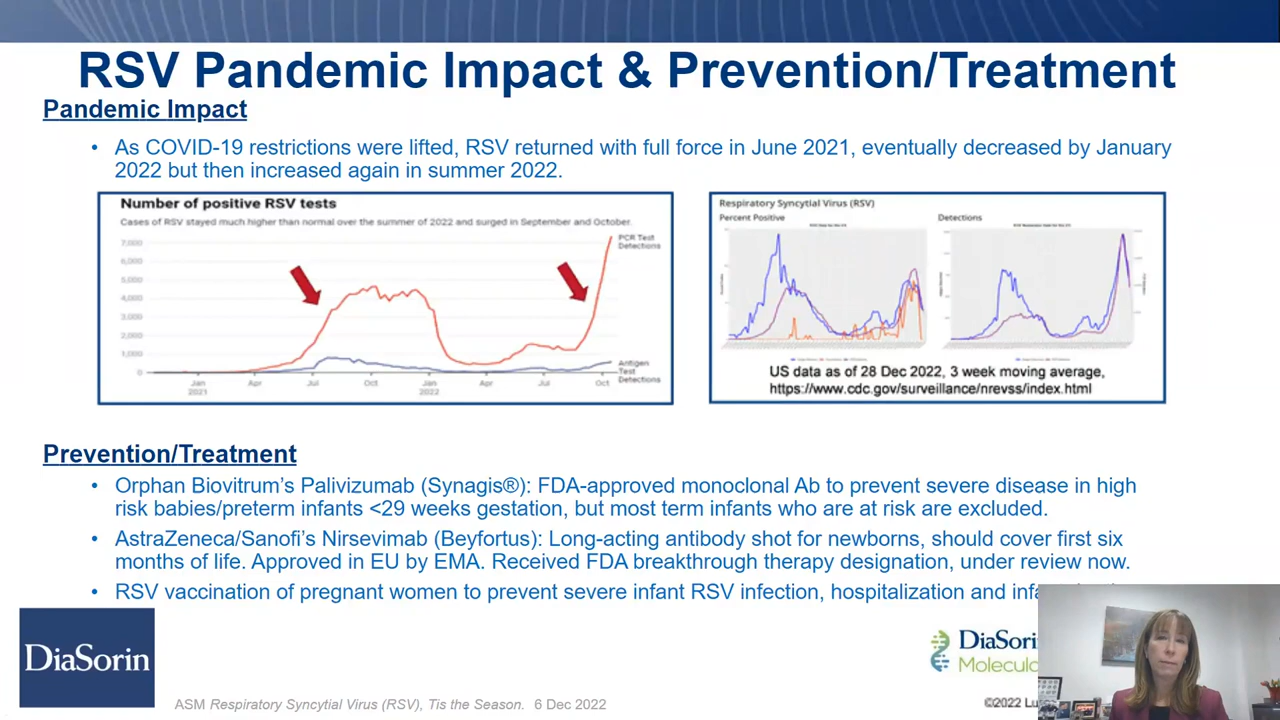 RSV Pandemic Impact & Prevention/Treatment
Pandemic Impact
• As COVID-19 restrictions were lifted, RSV returned with full force in June 2021, eventually decreased by January
2022 but then increased again in summer 2022.
Number of positive RSV tests
Cases of RSV stayed much higher than normal over the summer of 2022 and surged in September and October.
7,000
6,000
5,000
4,000
3,000
2,000
1,000
0
PCR Test
Detections
Antigen
Test
Detections
Jan
2021
Apr
Jul
Oct
Jan
2022
Apr
Jul
Oct
Respiratory Syncytial Virus (RSV)
Percent Positive
Detections
US data as of 28 Dec 2022, 3 week moving average,
https://www.cdc.gov/surveillance/nrevss/index.html
Prevention/Treatment
• Orphan Biovitrum's Palivizumab (Synagis®): FDA-approved monoclonal Ab to prevent severe disease in high
risk babies/preterm infants <29 weeks gestation, but most term infants who are at risk are excluded.
• AstraZeneca/Sanofi's Nirsevimab (Beyfortus): Long-acting antibody shot for newborns, should cover first six
months of life. Approved in EU by EMA. Received FDA breakthrough therapy designation, under review now.
• RSV vaccination of pregnant women to prevent severe infant RSV infection, hospitalization and
DiaSorin
DiaSorin
Molecul
ASM Respiratory Syncytial Virus (RSV), Tis the Season. 6 Dec 2022
©2022 Lu